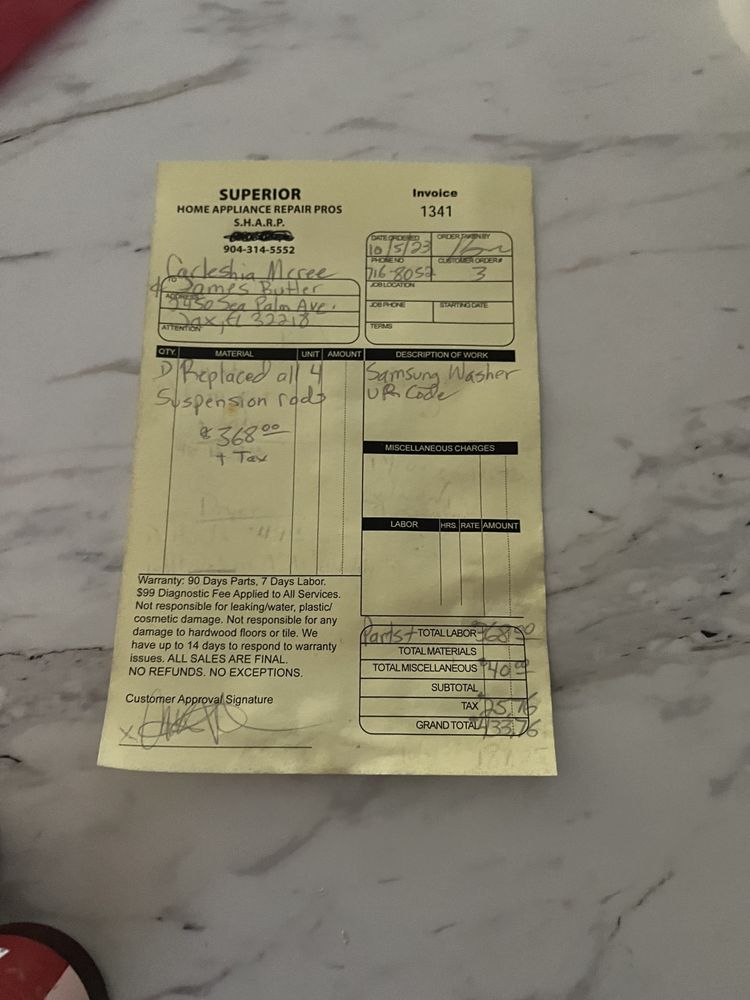 SUPERIOR
HOME APPLIANCE REPAIR PROS
S.H.A.R.P.
904-314-5552
Invoice
1341
DATE ORDERED
10/5/23
ORDER TAKEN BY
PHONE NO
716-8052
CUSTOMER ORDER#
3
JOB LOCATION
JOB PHONE
STARTING DATE
TERMS
Carleshia Mcree
TO
James Butler
ADDRESS
Sea Palm Ave.
Jax, Fl 32218
ATTENTION
QTY. MATERIAL UNIT AMOUNT
Replaced all 4
Suspension rods
$368.00
+ Tax
DESCRIPTION OF WORK
Samsung Washer
UR Code
MISCELLANEOUS CHARGES
LABOR HRS RATE AMOUNT
Warranty: 90 Days Parts, 7 Days Labor.
$99 Diagnostic Fee Applied to All Services.
Not responsible for leaking/water, plastic/
cosmetic damage. Not responsible for any
damage to hardwood floors or tile. We
have up to 14 days to respond to warranty
issues. ALL SALES ARE FINAL.
NO REFUNDS. NO EXCEPTIONS.
Customer Approval Signature
X
Parts+ TOTAL LABOR 368.00
TOTAL MATERIALS
TOTAL MISCELLANEOUS $40.00
SUBTOTAL
TAX $25.76
GRAND TOTAL $433.76